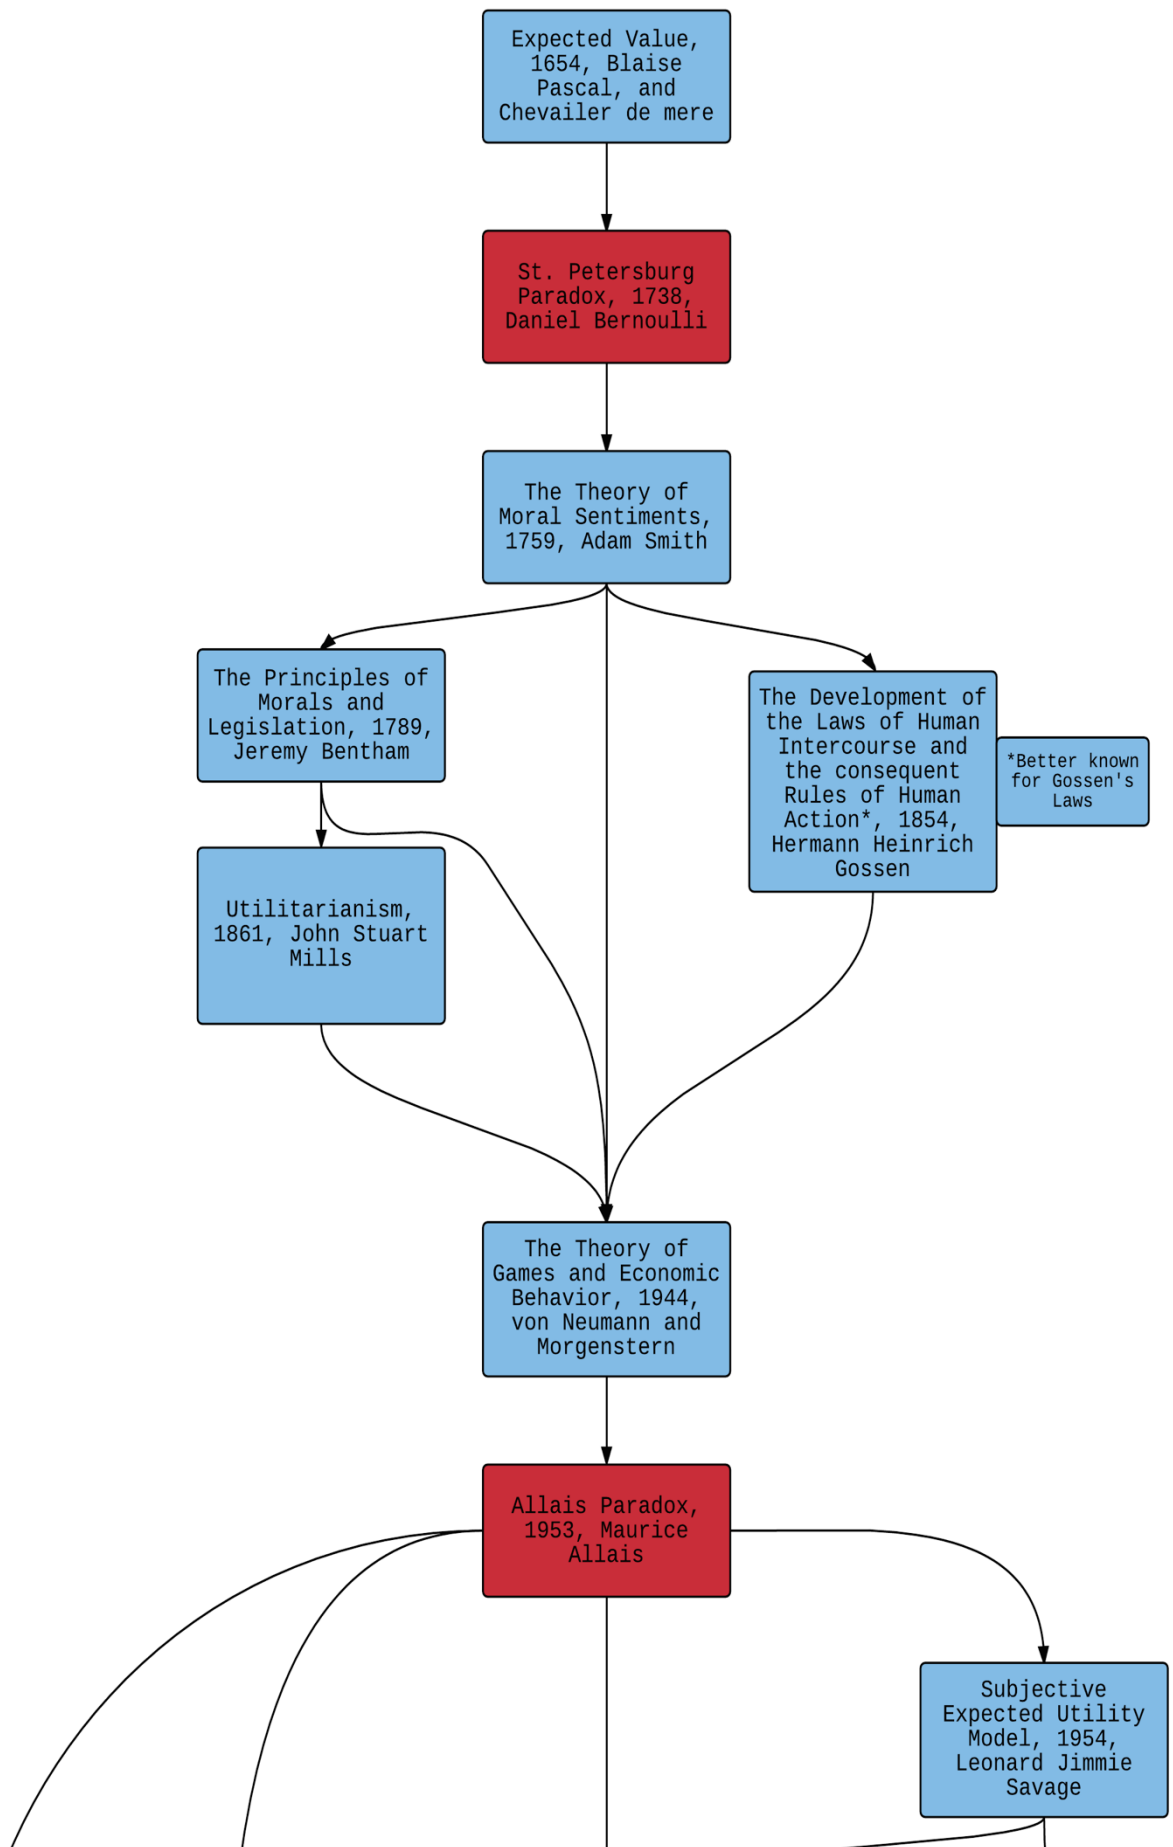 Expected Value,
1654, Blaise
Pascal, and
Chevailer de mere
St. Petersburg
Paradox, 1738,
Daniel Bernoulli
The Theory of
Moral Sentiments,
1759, Adam Smith
The Principles of
Morals and
Legislation, 1789,
Jeremy Bentham
The Development of
the Laws of Human
Intercourse and
the consequent
Rules of Human
Action*, 1854,
Hermann Heinrich
Gossen
*Better known
for Gossen's
Laws
Utilitarianism,
1861, John Stuart
Mills
The Theory of
Games and Economic
Behavior, 1944,
von Neumann and
Morgenstern
Allais Paradox,
1953, Maurice
Allais
Subjective
Expected Utility
Model, 1954,
Leonard Jimmie
Savage